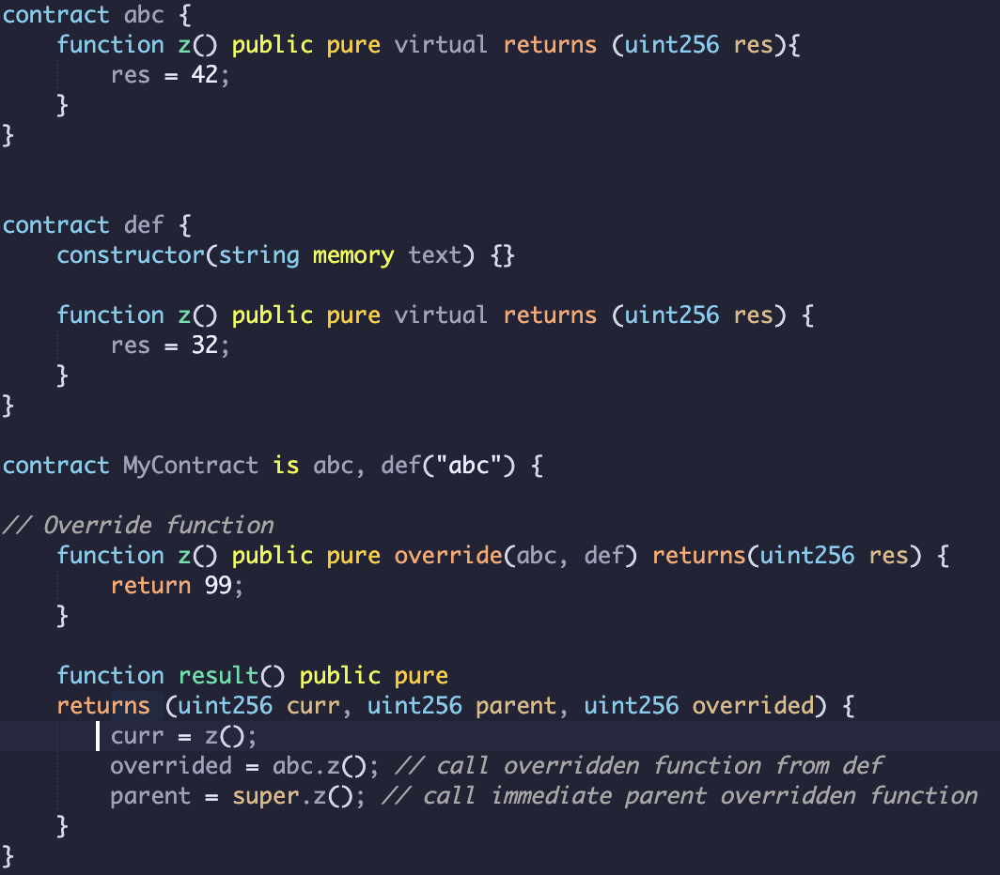 contract abc {
    function z() public pure virtual returns (uint256 res){
        res = 42;
    }
}
contract def {
    constructor(string memory text) {}
    function z() public pure virtual returns (uint256 res) {
        res = 32;
    }
}
contract MyContract is abc, def("abc") {
// Override function
    function z() public pure override(abc, def) returns(uint256 res) {
        return 99;
    }
    function result() public pure
    returns (uint256 curr, uint256 parent, uint256 overrided) {
        curr = z();
        overrided = abc.z(); // call overridden function from def
        parent = super.z(); // call immediate parent overridden function
    }
}